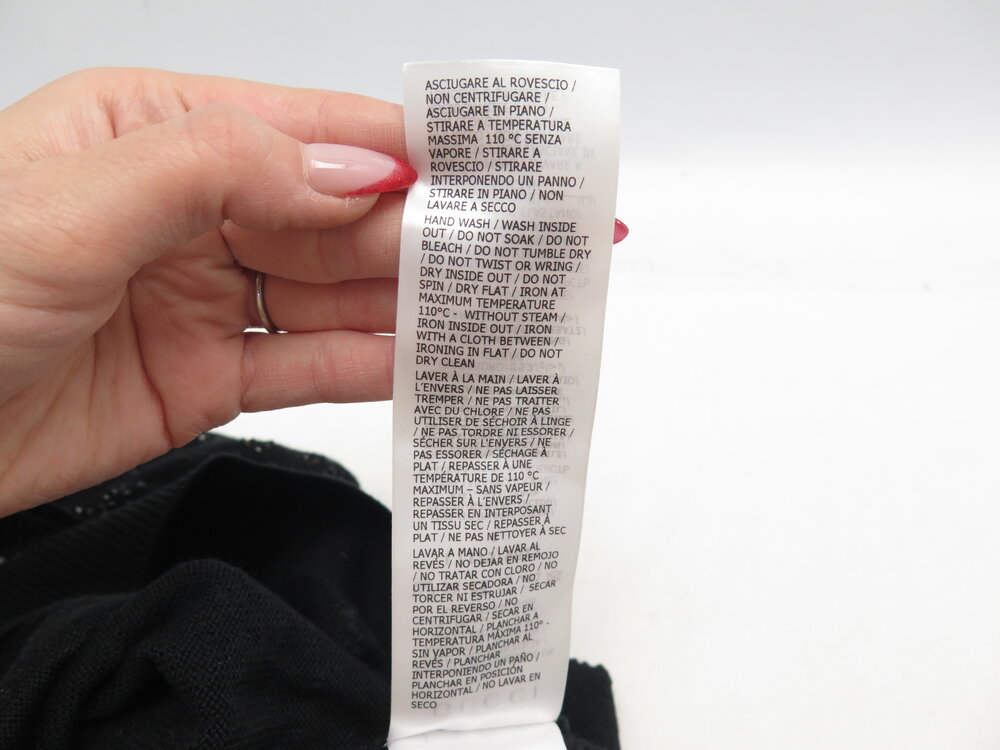 ASCIUGARE AL ROVESCIO /
NON CENTRIFUGARE /
ASCIUGARE IN PIANO /
STIRARE A TEMPERATURA
MASSIMA 110 °C SENZA
VAPORE / STIRARE A
ROVESCIO / STIRARE
INTERPONENDO UN PANNO /
STIRARE IN PIANO / NON
LAVARE A SECCO
HAND WASH / WASH INSIDE
OUT / DO NOT SOAK / DO NOT
BLEACH / DO NOT TUMBLE DRY
/ DO NOT TWIST OR WRING /
DRY INSIDE OUT / DO NOT
SPIN / DRY FLAT / IRON AT
MAXIMUM TEMPERATURE
110°C - WITHOUT STEAM /
IRON INSIDE OUT / IRON
WITH A CLOTH BETWEEN /
IRONING IN FLAT / DO NOT
DRY CLEAN
LAVER À LA MAIN / LAVER À
L'ENVERS / NE PAS LAISSER
TREMPER / NE PAS TRAITER
AVEC DU CHLORE / NE PAS
UTILISER DE SÉCHOIR À LINGE
/ NE PAS TORDRE NI ESSORER /
SÉCHER SUR L'ENVERS / NE
PAS ESSORER / SÉCHAGE À
PLAT / REPASSER À UNE
TEMPÉRATURE DE 110 °C
MAXIMUM – SANS VAPEUR /
REPASSER À L'ENVERS /
REPASSER EN INTERPOSANT
UN TISSU SEC / REPASSER À
PLAT / NE PAS NETTOYER À SEC
LAVAR A MANO / LAVAR AL
REVÉS / NO DEJAR EN REMOJO
/ NO TRATAR CON CLORO / NO
UTILIZAR SECADORA / NO
TORCER NI ESTRUJAR / SECAR
POR EL REVERSO / NO
CENTRIFUGAR / SECAR EN
HORIZONTAL / PLANCHAR A
TEMPERATURA MÁXIMA 110° -
SIN VAPOR / PLANCHAR AL
REVÉS / PLANCHAR
INTERPONIENDO UN PAÑO /
PLANCHAR EN POSICIÓN
HORIZONTAL / NO LAVAR EN
SECO